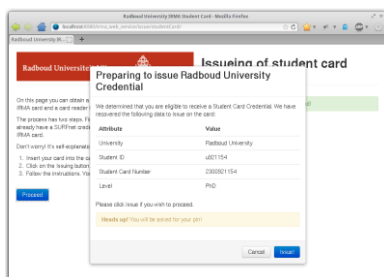 Radboud University IRMA Student Card - Mozilla Firefox
Radboud University IR...
Radboud Universite
Issueing of student card
On this page you can obtain a
IRMA card and a card reader
The process has two steps. Fi
already have a SURFnet cred
IRMA card.
Don't worry! It's self-explanato
1. Insert your card into the ca
2. Click on the Issuing button
3. Follow the instructions. You
Proceed
Preparing to issue Radboud University
Credential
We determined that you are eligible to receive a Student Card Credential. We have
recovered the following data to issue on the card:
Attribute Value
University Radboud University
Student ID u821154
Student Card Number 2300921154
Level PhD
Please click issue if you wish to proceed.
Heads up! You will be asked for your pin!
Cancel Issue!